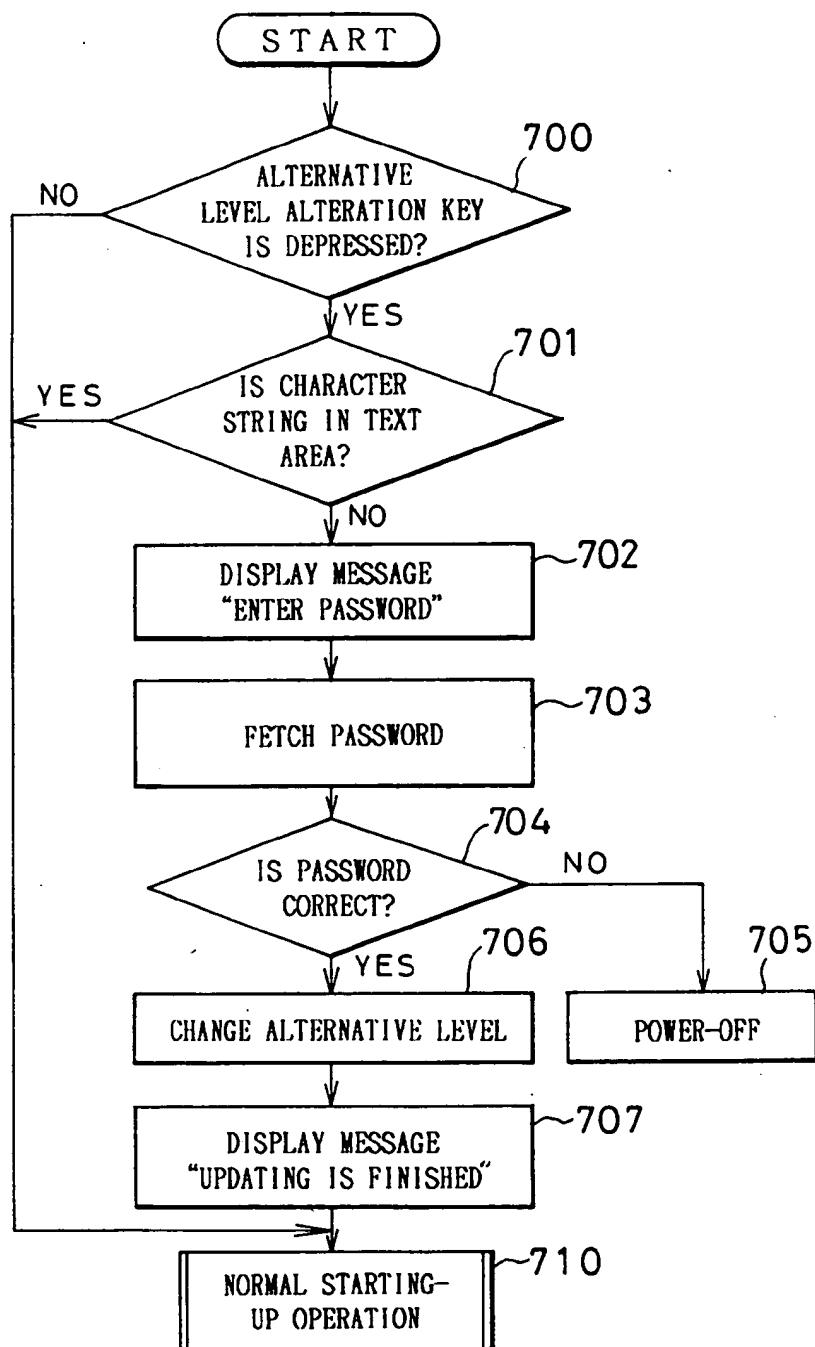 START
700
ALTERNATIVE
LEVEL ALTERATION KEY
IS DEPRESSED?
NO
YES
701
IS CHARACTER
STRING IN TEXT
AREA?
YES
NO
702
DISPLAY MESSAGE
“ENTER PASSWORD”
703
FETCH PASSWORD
704
IS PASSWORD
CORRECT?
NO
YES
706
705
CHANGE ALTERNATIVE LEVEL
POWER-OFF
707
DISPLAY MESSAGE
“UPDATING IS FINISHED”
710
NORMAL STARTING-
UP OPERATION